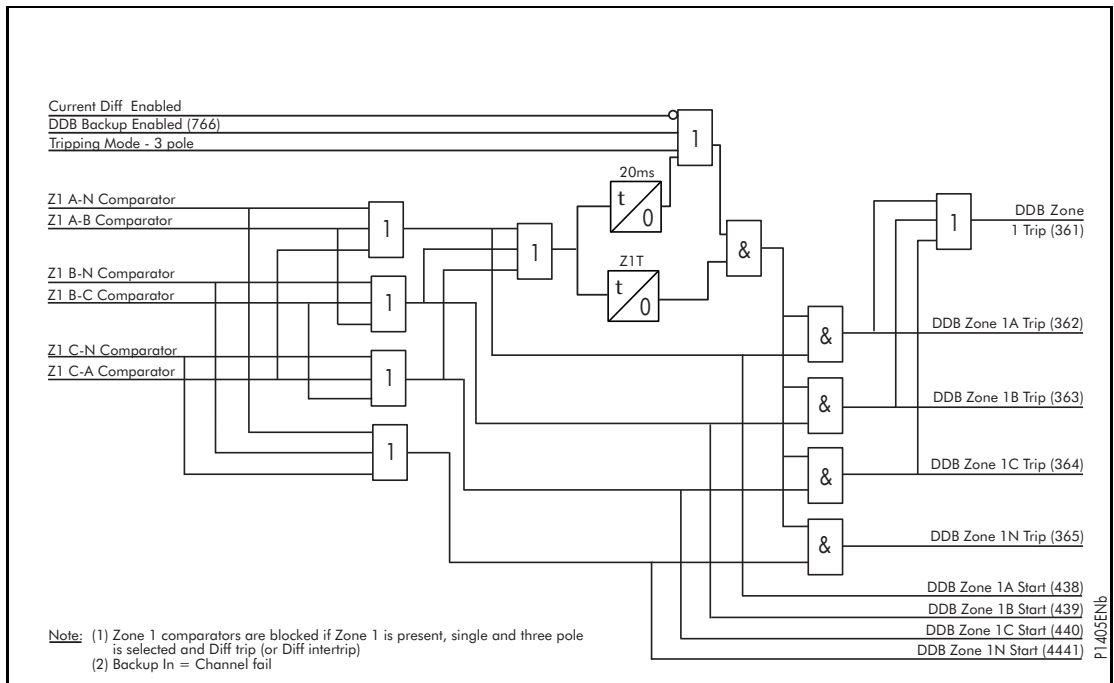 Current Diff Enabled
DDB Backup Enabled (766)
Tripping Mode - 3 pole
1
20ms
t
0
Z1 A-N Comparator
Z1 A-B Comparator
1
DDB Zone
1 Trip (361)
1
1
&
Z1T
t
0
Z1 B-N Comparator
Z1 B-C Comparator
1
DDB Zone 1A Trip (362)
&
Z1 C-N Comparator
Z1 C-A Comparator
1
DDB Zone 1B Trip (363)
&
1
DDB Zone 1C Trip (364)
&
DDB Zone 1N Trip (365)
&
DDB Zone 1A Start (438)
DDB Zone 1B Start (439)
DDB Zone 1C Start (440)
DDB Zone 1N Start (4441)
Note: (1) Zone 1 comparators are blocked if Zone 1 is present, single and three pole
is selected and Diff trip (or Diff intertrip)
(2) Backup In = Channel fail
P1405ENb